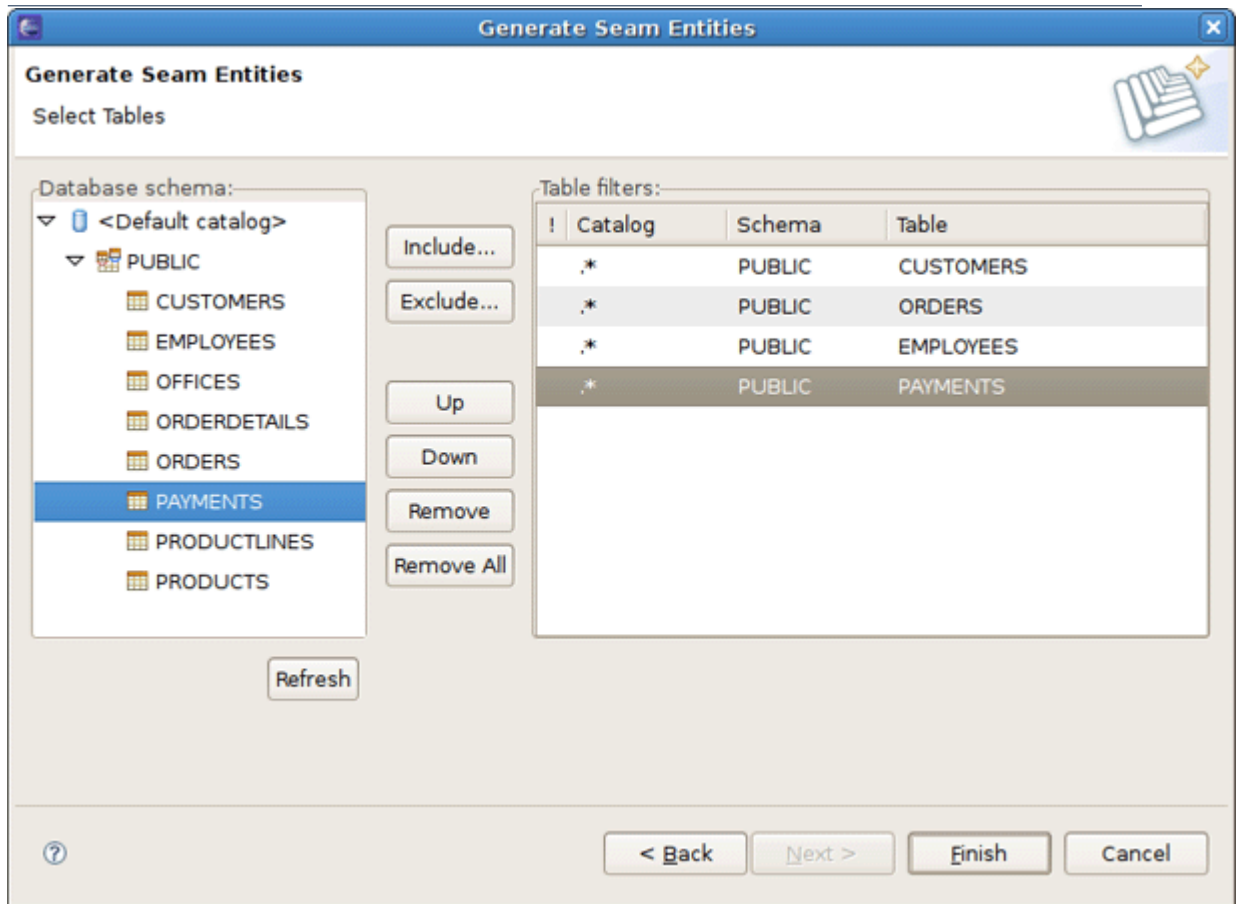 Generate Seam Entities
Generate Seam Entities
Select Tables
Database schema:
<Default catalog>
PUBLIC
CUSTOMERS
EMPLOYEES
OFFICES
ORDERDETAILS
ORDERS
PAYMENTS
PRODUCTLINES
PRODUCTS
Refresh
Include...
Exclude...
Up
Down
Remove
Remove All
Table filters:
! Catalog Schema Table
.* PUBLIC CUSTOMERS
.* PUBLIC ORDERS
.* PUBLIC EMPLOYEES
.* PUBLIC PAYMENTS
? < Back Next > Finish Cancel